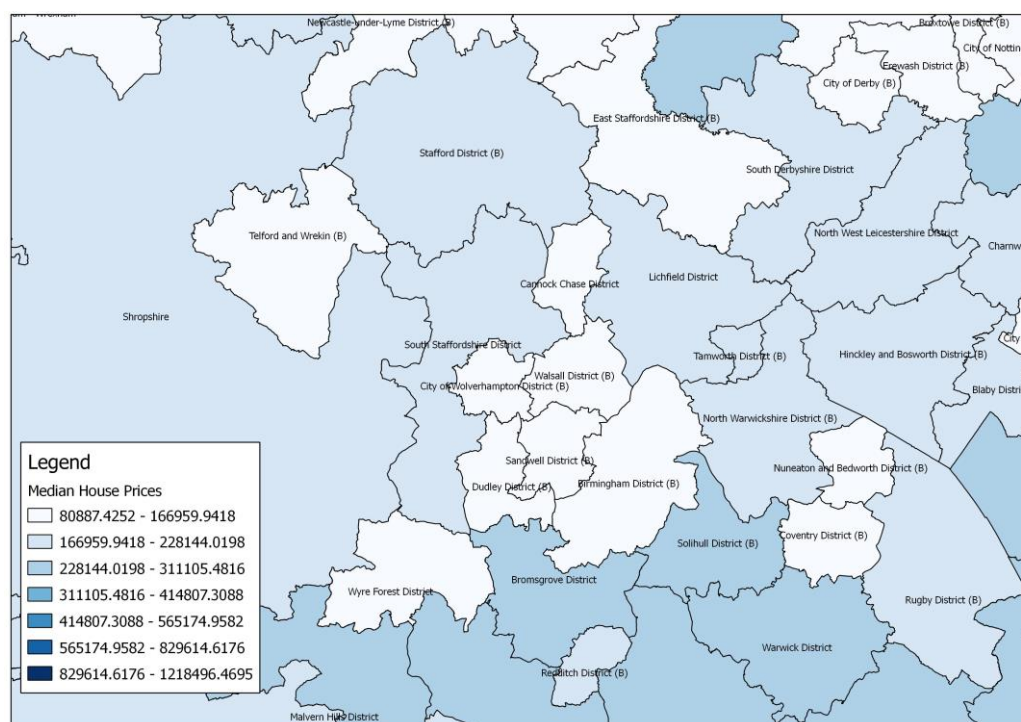 Newcastle-under-Lyme District (B)
Broxtowe District (B)
City of Nottin
Erewash District (B)
City of Derby (B)
East Staffordshire District (B)
Stafford District (B)
South Derbyshire District
Telford and Wrekin (B)
North West Leicestershire District
Charnw
Cannock Chase District
Lichfield District
Shropshire
South Staffordshire District
City
Tamworth District (B)
Hinckley and Bosworth District (B)
Walsall District (B)
City of Wolverhampton District (B)
Blaby Distri
North Warwickshire District (B)
Sandwell District (B)
Nuneaton and Bedworth District (B)
Dudley District (B)
Birmingham District (B)
Coventry District (B)
Solihull District (B)
Bromsgrove District
Wyre Forest District
Rugby District (B)
Warwick District
Redditch District (B)
Malvern Hills District
Legend
Median House Prices
80887.4252 - 166959.9418
166959.9418 - 228144.0198
228144.0198 - 311105.4816
311105.4816 - 414807.3088
414807.3088 - 565174.9582
565174.9582 - 829614.6176
829614.6176 - 1218496.4695